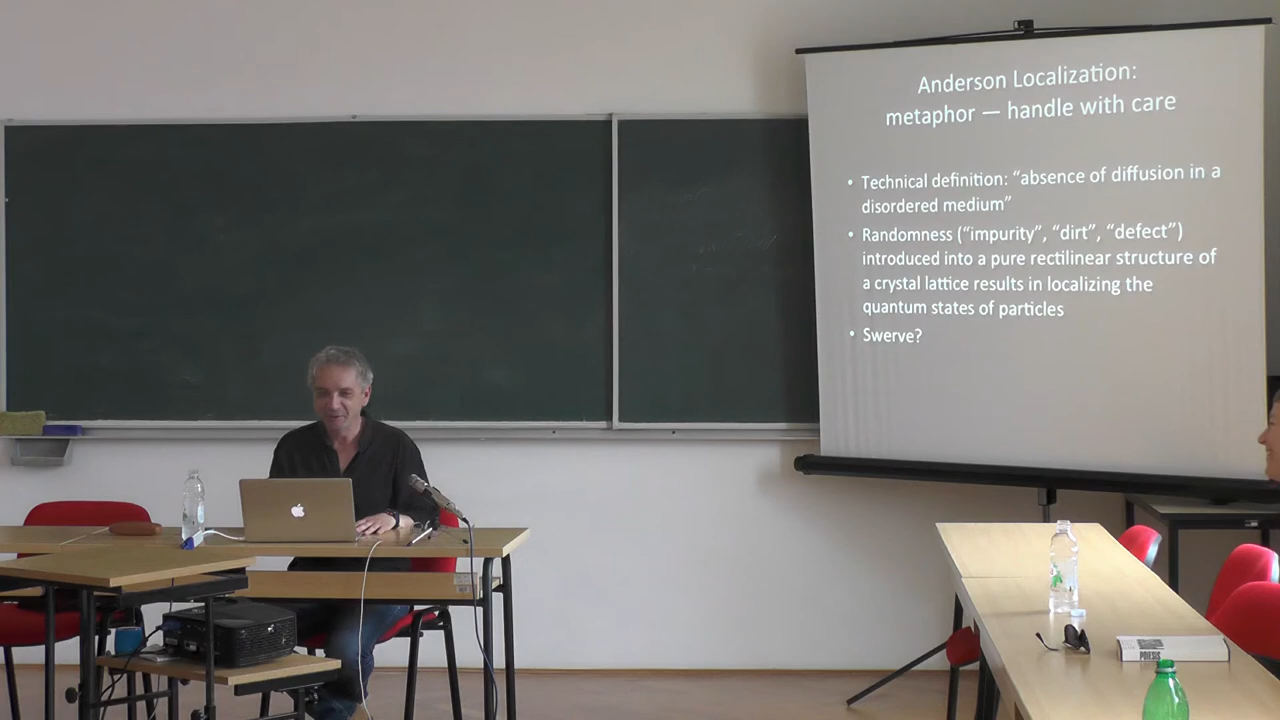 Anderson Localization:
metaphor — handle with care
• Technical definition: “absence of diffusion in a
disordered medium”
• Randomness (“impurity”, “dirt”, “defect”)
introduced into a pure rectilinear structure of
a crystal lattice results in localizing the
quantum states of particles
• Swerve?
POIESIS